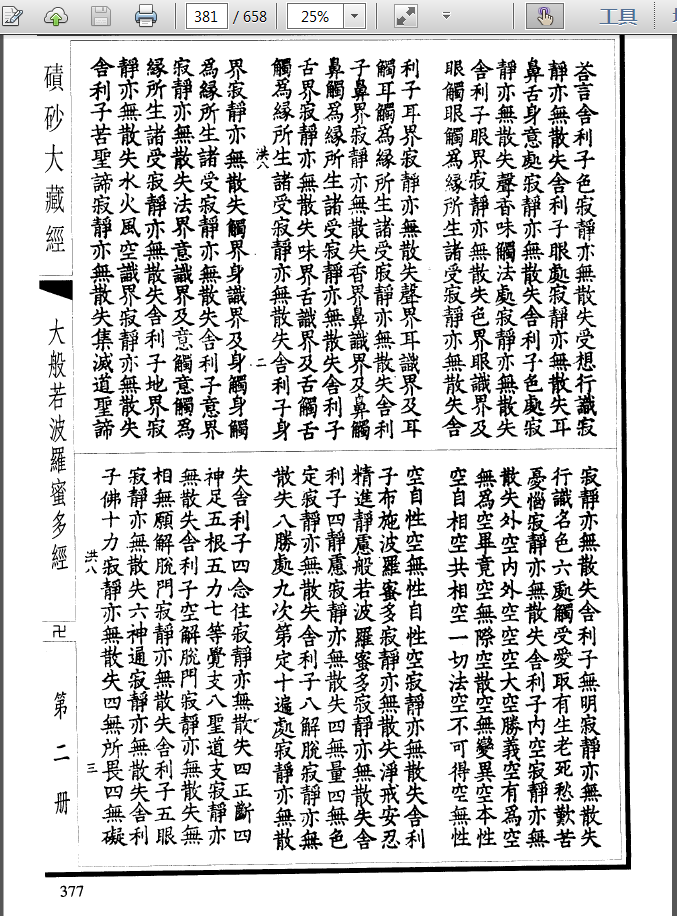 381 / 658
25%
工具
荅言舍利子色寂靜亦無散失受想行識寂
靜亦無散失舍利子眼處寂靜亦無散失耳
鼻舌身意處寂靜亦無散失舍利子色處寂
靜亦無散失聲香味觸法處寂靜亦無散失
舍利子眼界寂靜亦無散失色界眼識界及
眼觸眼觸爲緣所生諸受寂靜亦無散失舍
利子耳界寂靜亦無散失聲界耳識界及耳
觸耳觸爲緣所生諸受寂靜亦無散失舍利
子鼻界寂靜亦無散失香界鼻識界及鼻觸
鼻觸爲緣所生諸受寂靜亦無散失舍利子
舌界寂靜亦無散失味界舌識界及舌觸舌
觸爲緣所生諸受寂靜亦無散失舍利子身
洪八 二
界寂靜亦無散失觸界身識界及身觸身觸
爲緣所生諸受寂靜亦無散失舍利子意界
寂靜亦無散失法界意識界及意觸意觸爲
緣所生諸受寂靜亦無散失舍利子地界寂
靜亦無散失水火風空識界寂靜亦無散失
舍利子苦聖諦寂靜亦無散失集滅道聖諦
寂靜亦無散失舍利子無明寂靜亦無散失
行識名色六處觸受愛取有生老死愁歎苦
憂惱寂靜亦無散失舍利子內空寂靜亦無
散失外空內外空空空大空勝義空有爲空
無爲空畢竟空無際空散空無變異空本性
空自相空共相空一切法空不可得空無性
空自性空無性自性空寂靜亦無散失舍利
子布施波羅蜜多寂靜亦無散失淨戒安忍
精進靜慮般若波羅蜜多寂靜亦無散失舍
利子四靜慮寂靜亦無散失四無量四無色
定寂靜亦無散失舍利子八解脫寂靜亦無
散失八勝處九次第定十遍處寂靜亦無散
失舍利子四念住寂靜亦無散失四正斷四
神足五根五力七等覺支八聖道支寂靜亦
無散失舍利子空解脫門寂靜亦無散失無
相無願解脫門寂靜亦無散失舍利子五眼
寂靜亦無散失六神通寂靜亦無散失舍利
子佛十力寂靜亦無散失四無所畏四無礙
洪八 三
磧砂大藏經
大般若波羅蜜多經
卍
第二冊
377